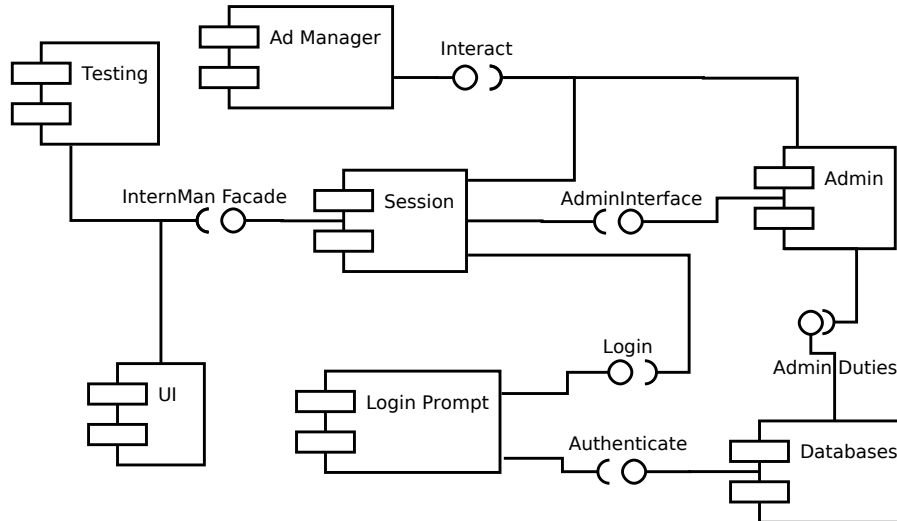 Ad Manager
Interact
Testing
Admin
InternMan Facade
Session
AdminInterface
Login
Admin Duties
UI
Login Prompt
Authenticate
Databases